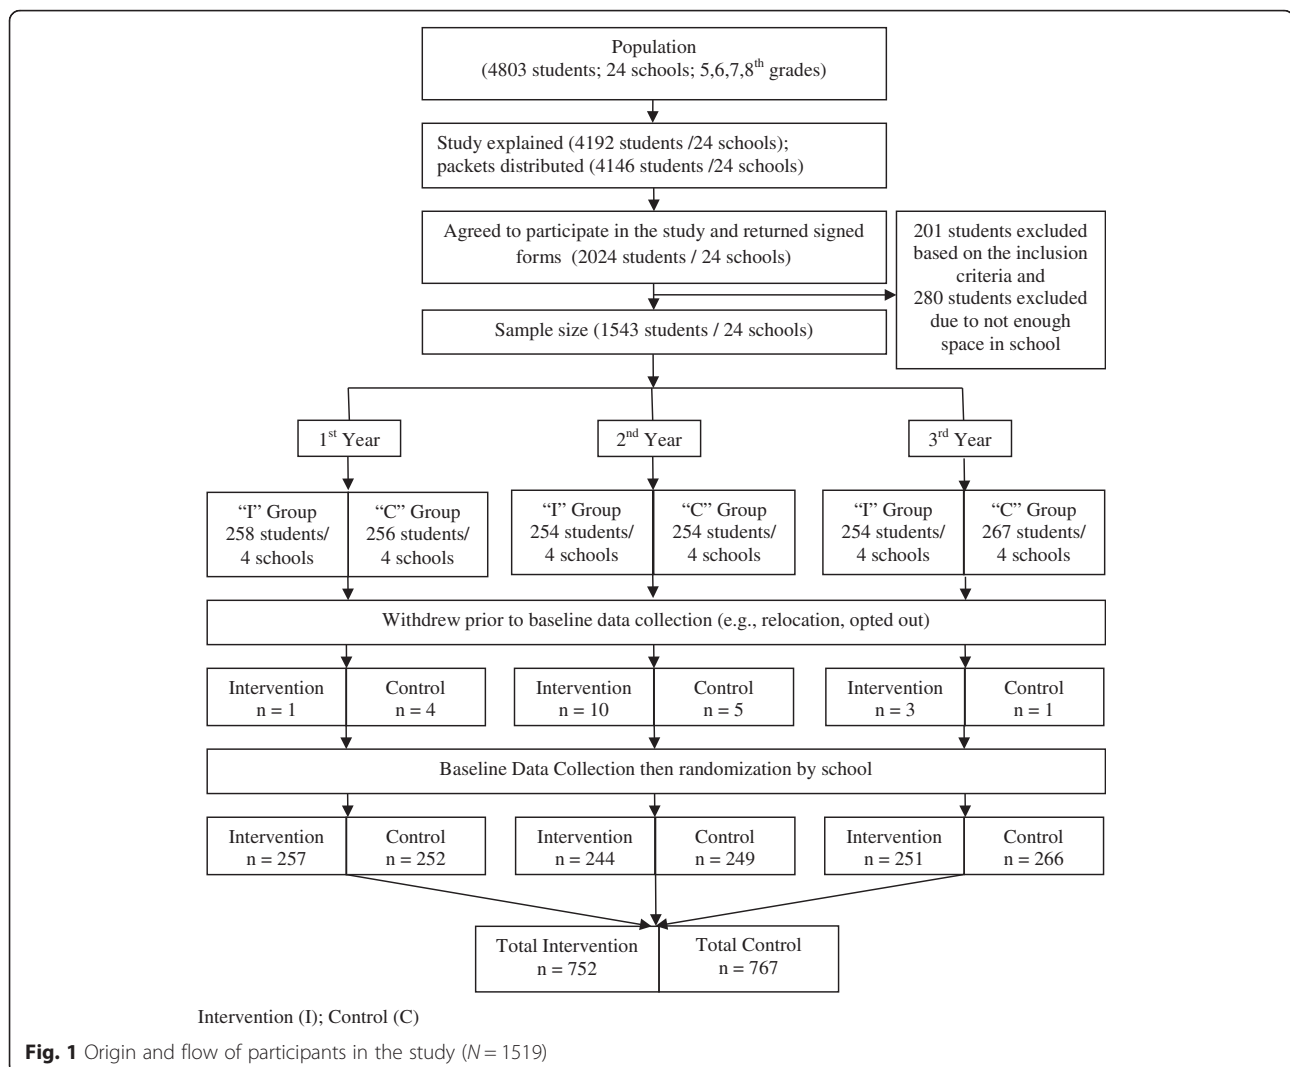 Population
(4803 students; 24 schools; 5,6,7,8th grades)
Study explained (4192 students /24 schools);
packets distributed (4146 students /24 schools)
Agreed to participate in the study and returned signed
forms (2024 students / 24 schools)
201 students excluded
based on the inclusion
criteria and
280 students excluded
due to not enough
space in school
Sample size (1543 students / 24 schools)
1st Year
2nd Year
3rd Year
"I" Group
258 students/
4 schools
"C" Group
256 students/
4 schools
"I" Group
254 students/
4 schools
"C" Group
254 students/
4 schools
"I" Group
254 students/
4 schools
"C" Group
267 students/
4 schools
Withdrew prior to baseline data collection (e.g., relocation, opted out)
Intervention
n = 1
Control
n = 4
Intervention
n = 10
Control
n = 5
Intervention
n = 3
Control
n = 1
Baseline Data Collection then randomization by school
Intervention
n = 257
Control
n = 252
Intervention
n = 244
Control
n = 249
Intervention
n = 251
Control
n = 266
Total Intervention
n = 752
Total Control
n = 767
Intervention (I); Control (C)
Fig. 1 Origin and flow of participants in the study (N = 1519)